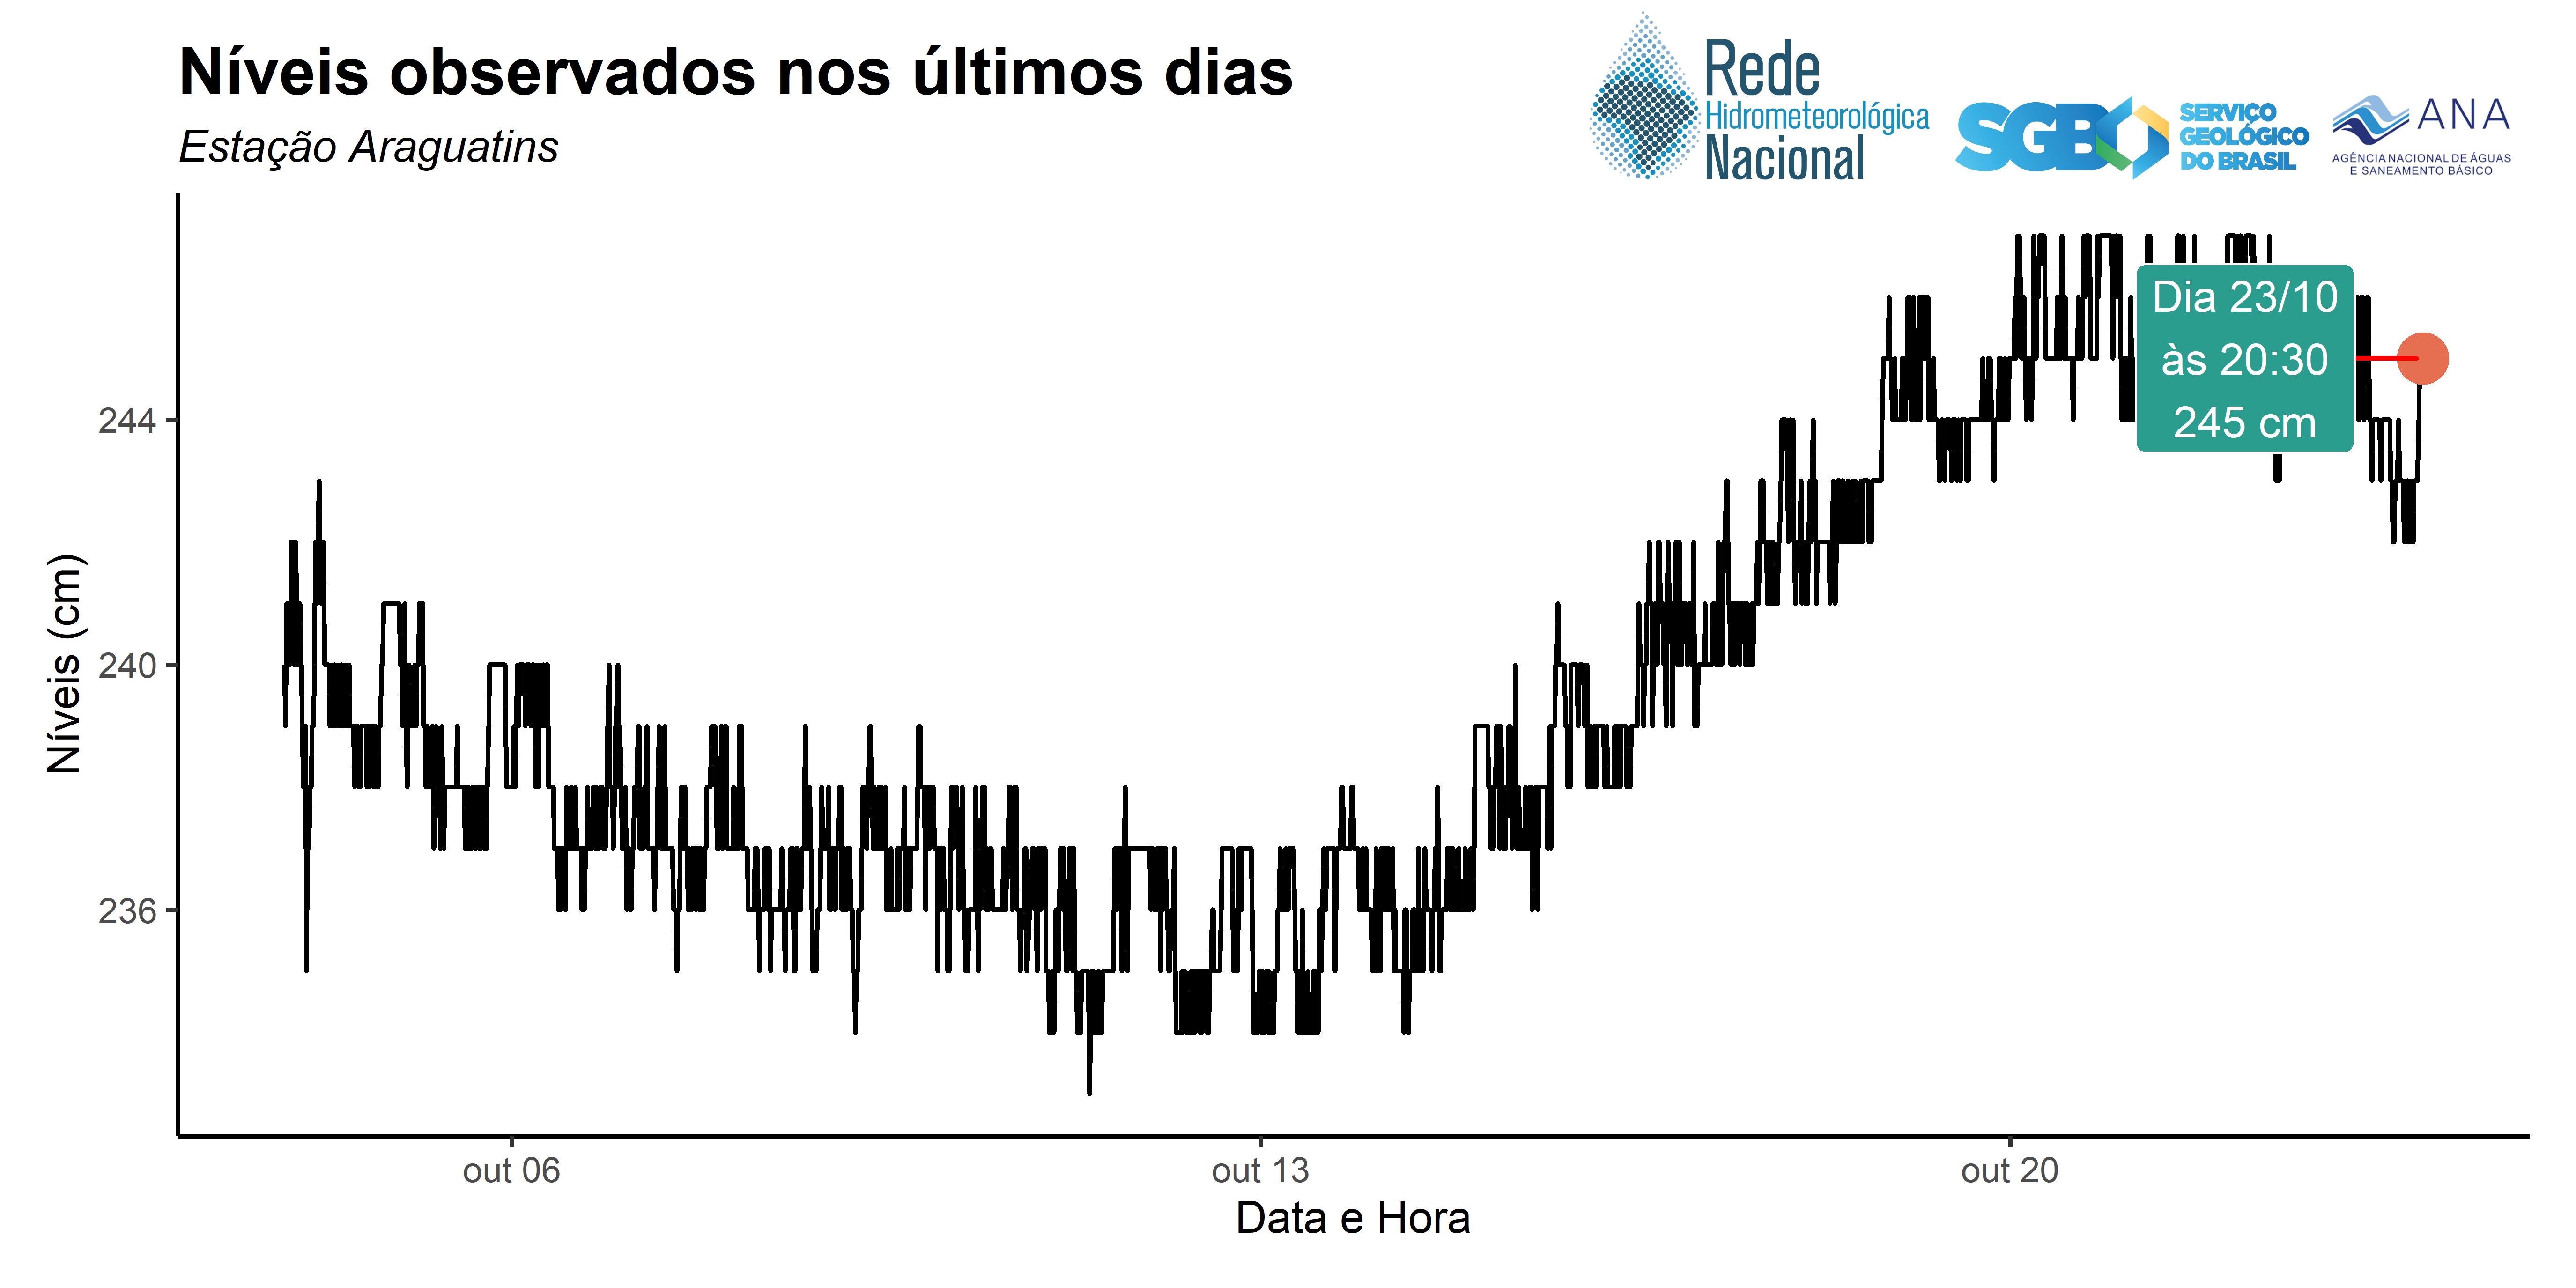 Níveis observados nos últimos dias
Estação Araguatins
Rede
Hidrometeorológica
Nacional
SGB
SERVIÇO
GEOLÓGICO
DO BRASIL
ANA
AGÊNCIA NACIONAL DE ÁGUAS
E SANEAMENTO BÁSICO
Dia 23/10
às 20:30
245 cm
Níveis (cm)
244
240
236
out 06
out 13
out 20
Data e Hora